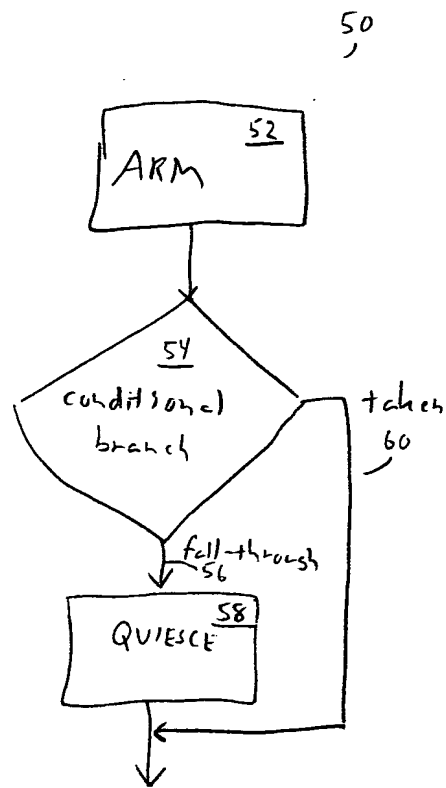 50
52
ARM
54
conditional
branch
taken
60
fall-through
56
58
QUIESCE